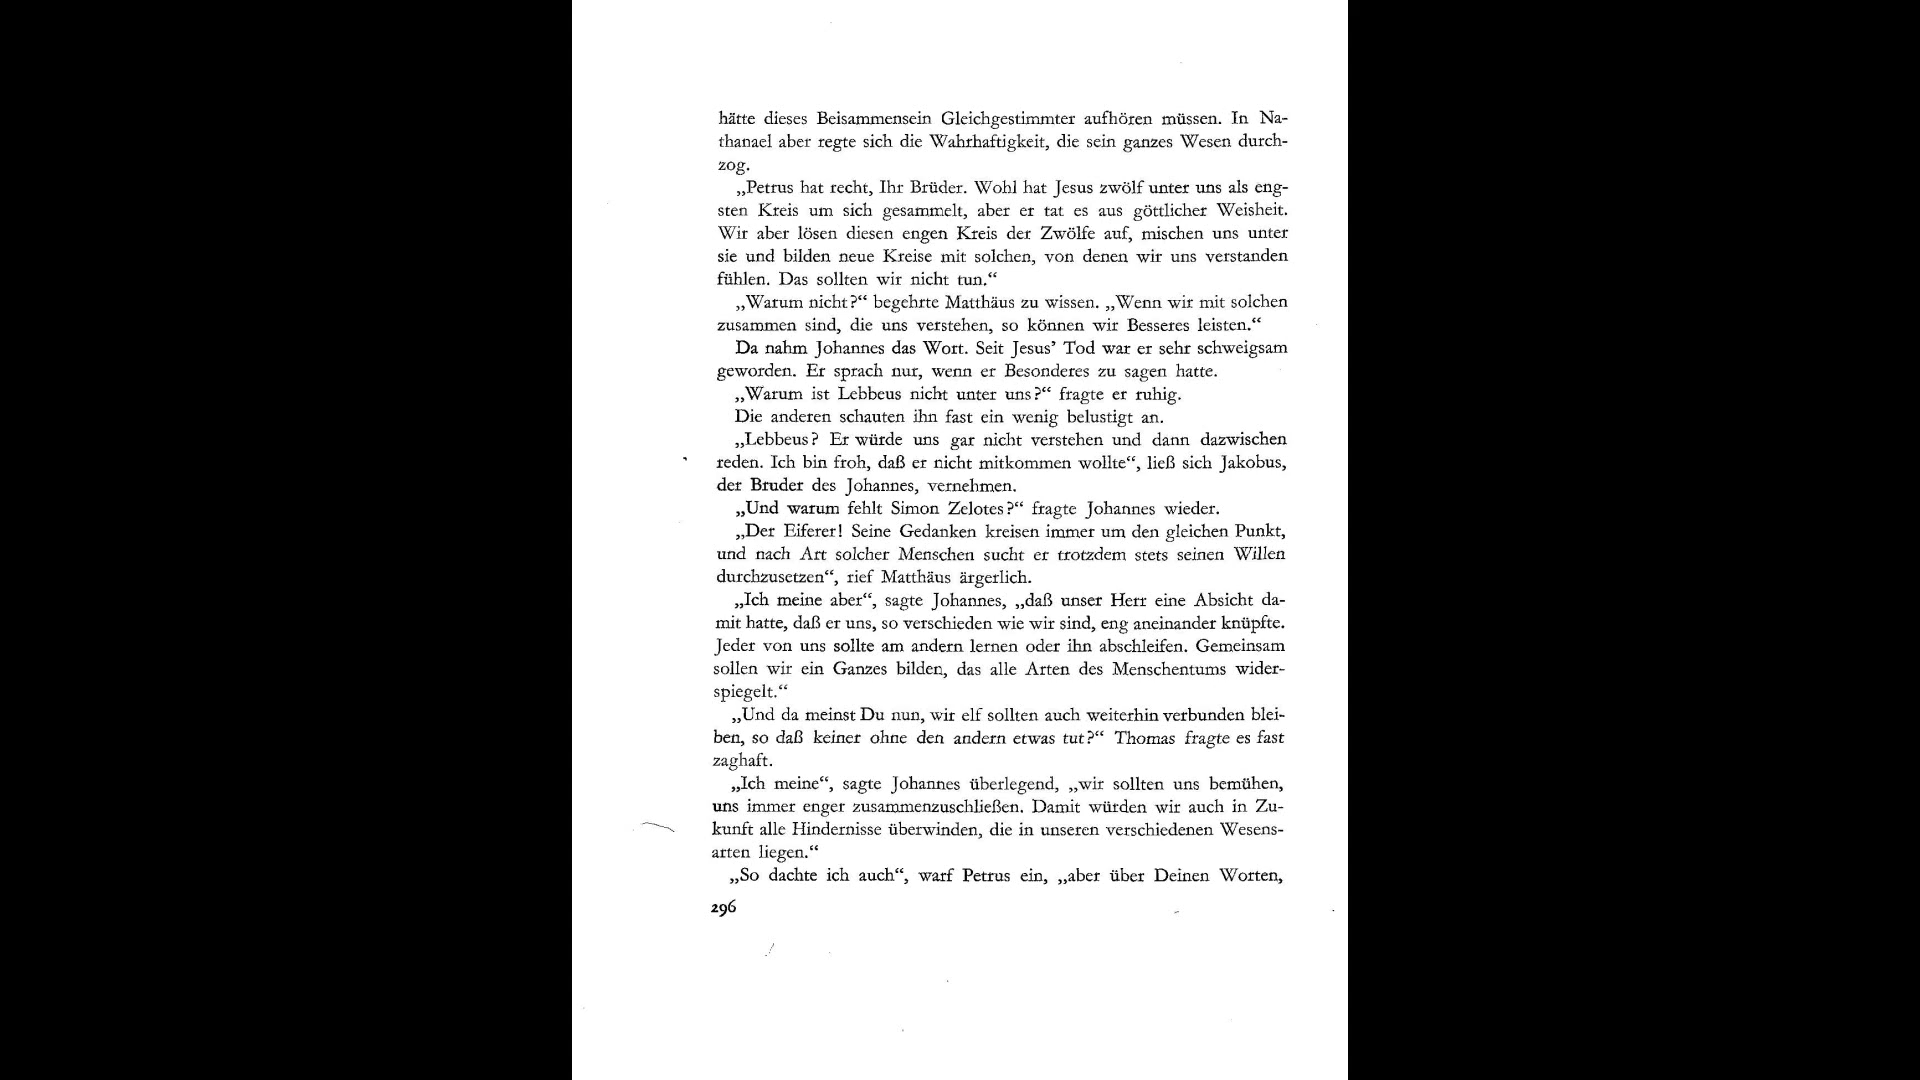 hätte dieses Beisammensein Gleichgestimmter aufhören müssen. In Na-
thanael aber regte sich die Wahrhaftigkeit, die sein ganzes Wesen durch-
zog.
„Petrus hat recht, Ihr Brüder. Wohl hat Jesus zwölf unter uns als eng-
sten Kreis um sich gesammelt, aber er tat es aus göttlicher Weisheit.
Wir aber lösen diesen engen Kreis der Zwölfe auf, mischen uns unter
sie und bilden neue Kreise mit solchen, von denen wir uns verstanden
fühlen. Das sollten wir nicht tun.“
„Warum nicht?“ begehrte Matthäus zu wissen. „Wenn wir mit solchen
zusammen sind, die uns verstehen, so können wir Besseres leisten.“
Da nahm Johannes das Wort. Seit Jesus’ Tod war er sehr schweigsam
geworden. Er sprach nur, wenn er Besonderes zu sagen hatte.
„Warum ist Lebbeus nicht unter uns?“ fragte er ruhig.
Die anderen schauten ihn fast ein wenig belustigt an.
„Lebbeus? Er würde uns gar nicht verstehen und dann dazwischen
reden. Ich bin froh, daß er nicht mitkommen wollte“, ließ sich Jakobus,
der Bruder des Johannes, vernehmen.
„Und warum fehlt Simon Zelotes?“ fragte Johannes wieder.
„Der Eiferer! Seine Gedanken kreisen immer um den gleichen Punkt,
und nach Art solcher Menschen sucht er trotzdem stets seinen Willen
durchzusetzen“, rief Matthäus ärgerlich.
„Ich meine aber“, sagte Johannes, „daß unser Herr eine Absicht da-
mit hatte, daß er uns, so verschieden wie wir sind, eng aneinander knüpfte.
Jeder von uns sollte am andern lernen oder ihn abschleifen. Gemeinsam
sollen wir ein Ganzes bilden, das alle Arten des Menschentums wider-
spiegelt.“
„Und da meinst Du nun, wir elf sollten auch weiterhin verbunden blei-
ben, so daß keiner ohne den andern etwas tut?“ Thomas fragte es fast
zaghaft.
„Ich meine“, sagte Johannes überlegend, „wir sollten uns bemühen,
uns immer enger zusammenzuschließen. Damit würden wir auch in Zu-
kunft alle Hindernisse überwinden, die in unseren verschiedenen Wesens-
arten liegen.“
„So dachte ich auch“, warf Petrus ein, „aber über Deinen Worten,
296